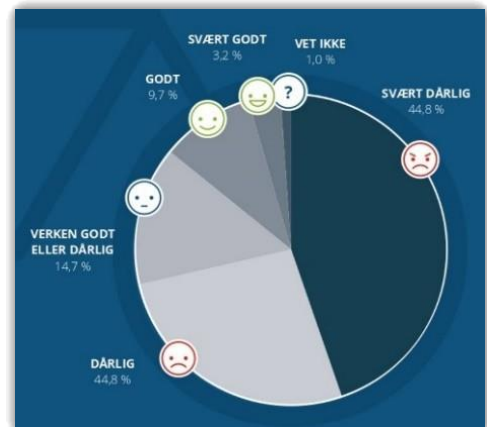 SVÆRT GODT
3,2 %
VET IKKE
1,0 %
GODT
9,7 %
SVÆRT DÅRLIG
44,8 %
?
VERKEN GODT
ELLER DÅRLIG
14,7 %
DÅRLIG
44,8 %